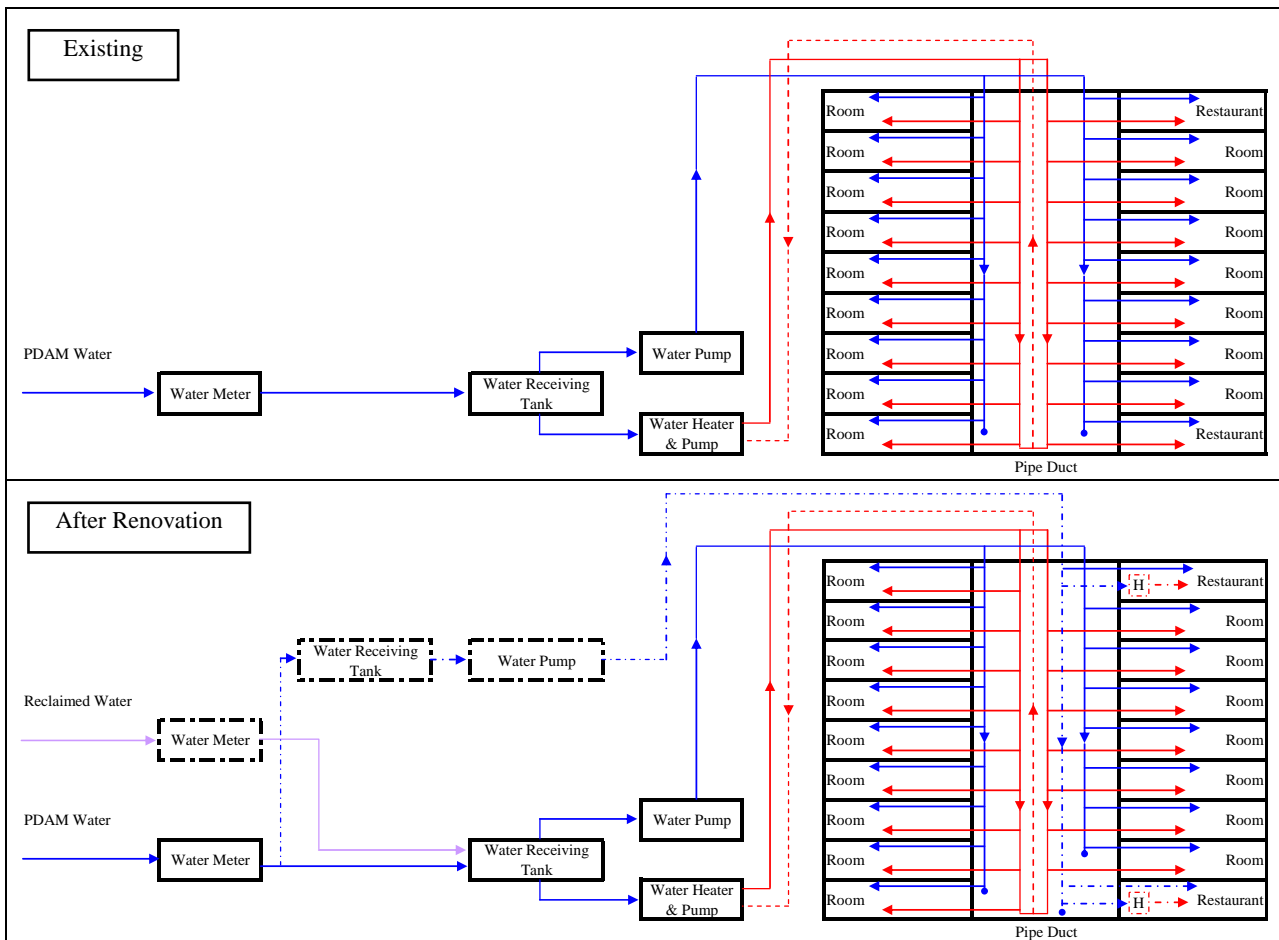 Existing
Room
Restaurant
Room
Room
Room
Room
Room
Room
Room
Room
Room
Room
PDAM Water
Water Pump
Room
Room
Water Meter
Water Receiving
Tank
Room
Room
Water Heater
& Pump
Room
Restaurant
Pipe Duct
After Renovation
Room
H
Restaurant
Room
Room
Water Receiving
Tank
Water Pump
Room
Room
Reclaimed Water
Room
Room
Water Meter
Room
Room
Room
Room
PDAM Water
Water Pump
Room
Room
Water Meter
Water Receiving
Tank
Room
Room
Water Heater
& Pump
Room
H
Restaurant
Pipe Duct